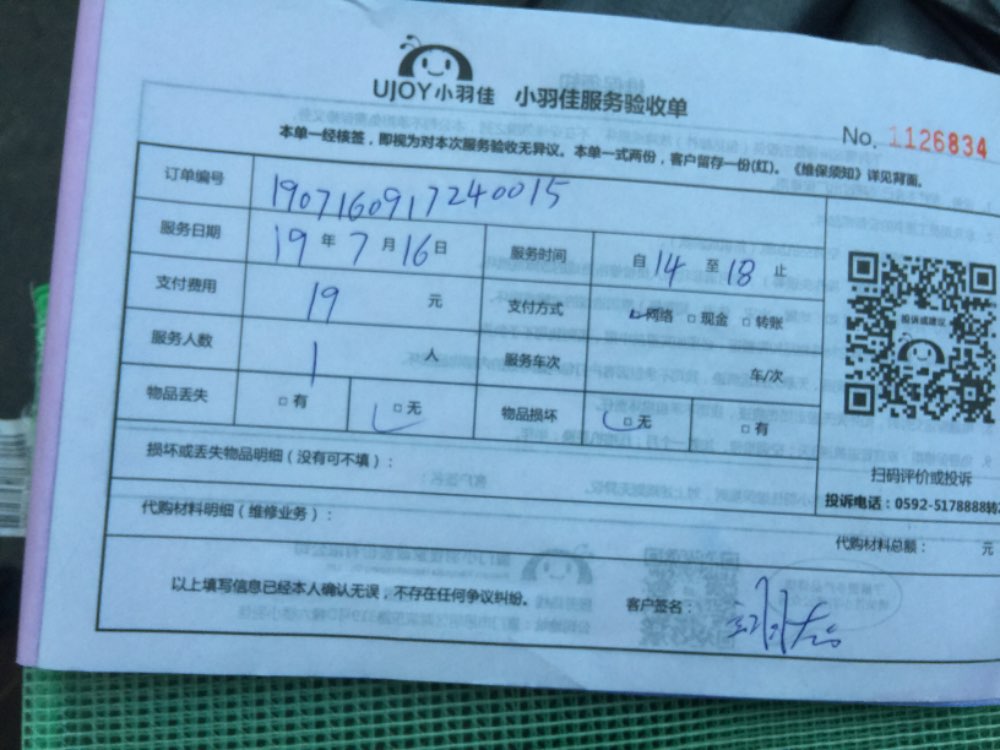 UJOY小羽佳 小羽佳服务验收单
No. 1126834
本单一经核签，即视为对本次服务验收无异议。本单一式两份，客户留存一份(红)。《维保须知》详见背面。
订单编号 1907160917240015
服务日期 19年7月16日 服务时间 自14至18止
支付费用 19 元 支付方式 □网络 □现金 □转账
服务人数 1 人 服务车次 车/次
物品丢失 □有 □无 物品损坏 □无 □有
投诉或建议
损坏或丢失物品明细（没有可不填）：
扫码评价或投诉
投诉电话：0592-5178888转2
代购材料明细（维修业务）：
代购材料总额： 元
以上填写信息已经本人确认无误，不存在任何争议纠纷。
客户签名：